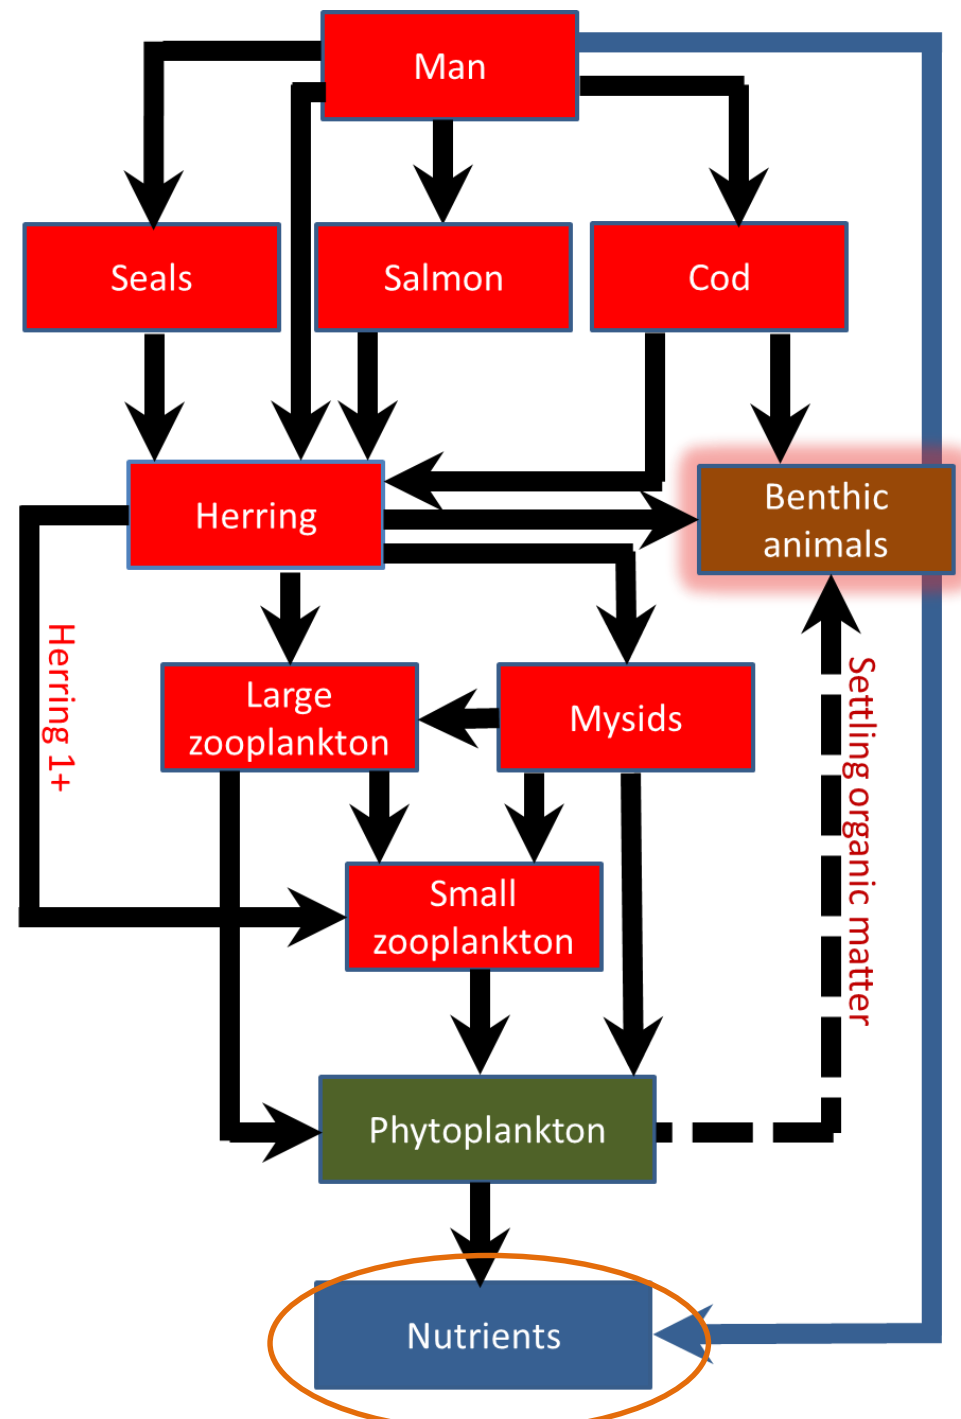 Man
Seals
Salmon
Cod
Herring
Benthic
animals
Herring 1+
Large
zooplankton
Mysids
Settling organic matter
Small
zooplankton
Phytoplankton
Nutrients